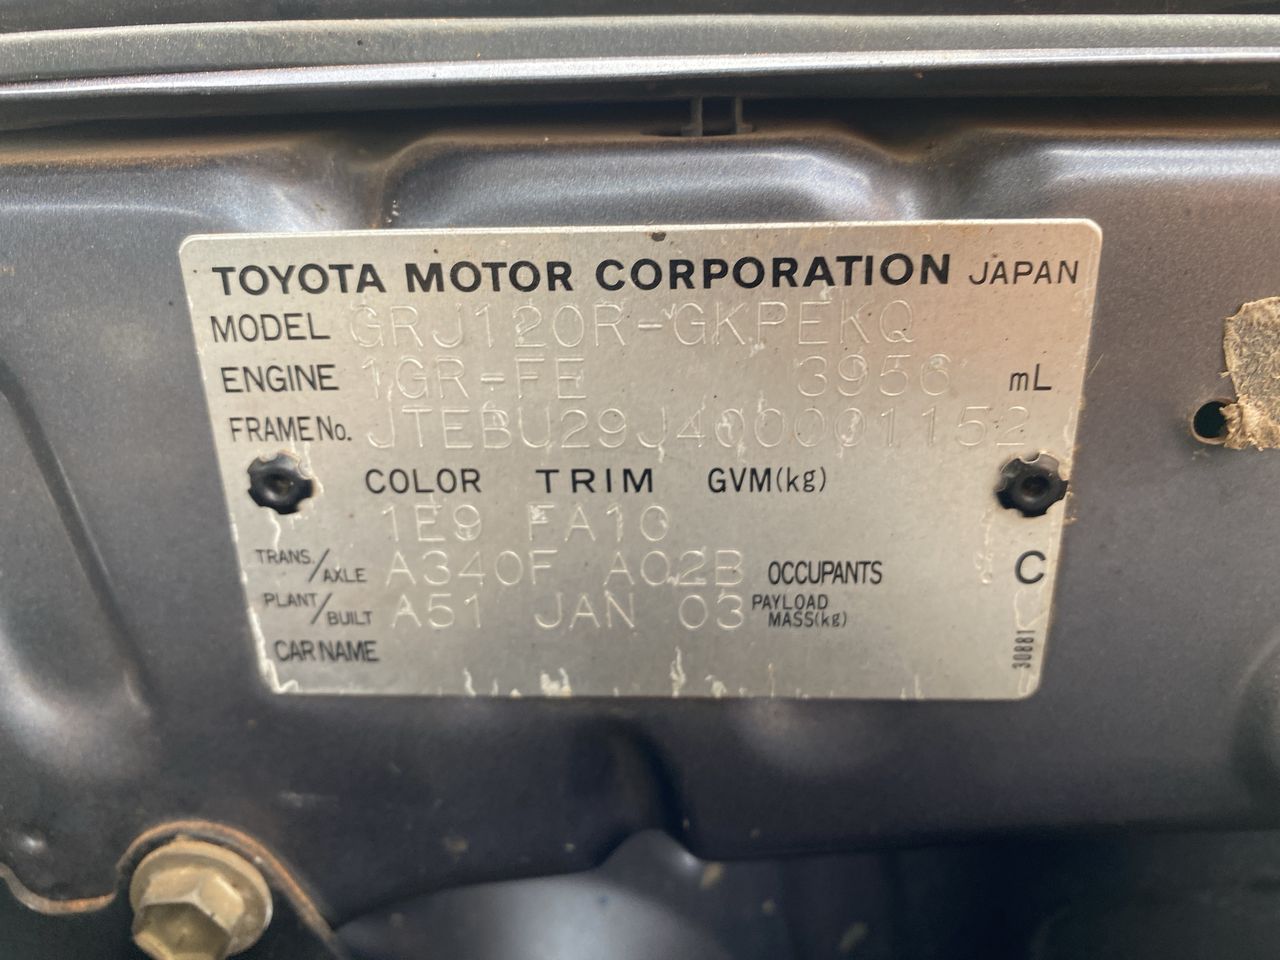 TOYOTA MOTOR CORPORATION JAPAN
MODEL GRJ120R-GKPEKQ
ENGINE 1GR-FE 3956 mL
FRAME No. JTEBU29J400001152
COLOR TRIM GVM(kg)
1E9 FA10
TRANS./AXLE A340F A02B OCCUPANTS C
PLANT/BUILT A51 JAN 03 PAYLOAD MASS(kg)
CAR NAME
30881